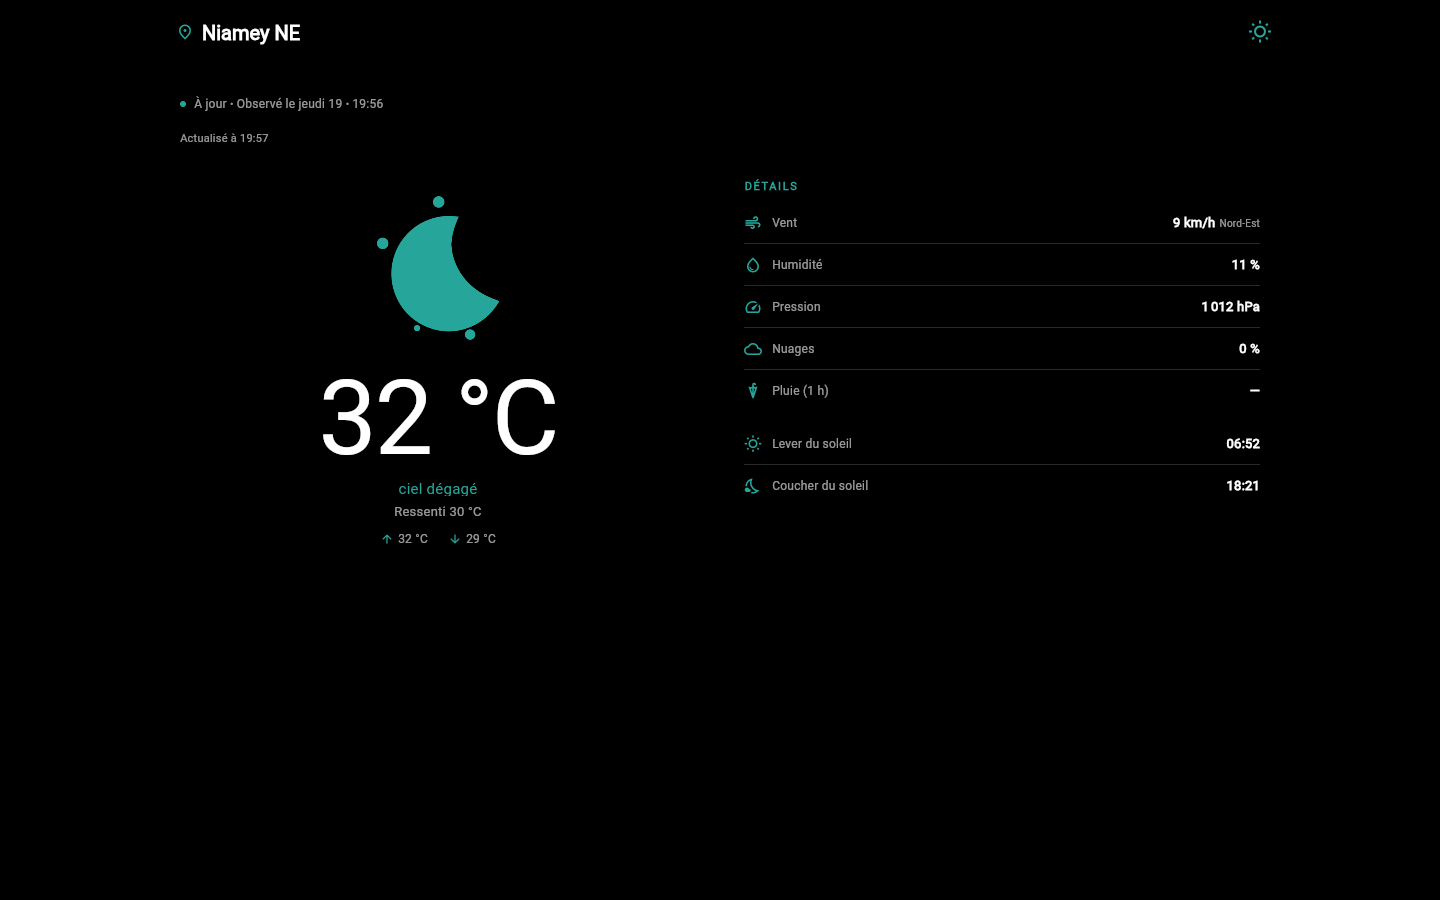 Niamey NE
À jour • Observé le jeudi 19 • 19:56
Actualisé à 19:57
32 °C
ciel dégagé
Ressenti 30 °C
32 °C 29 °C
DÉTAILS
Vent 9 km/h Nord-Est
Humidité 11 %
Pression 1 012 hPa
Nuages 0 %
Pluie (1 h) —
Lever du soleil 06:52
Coucher du soleil 18:21